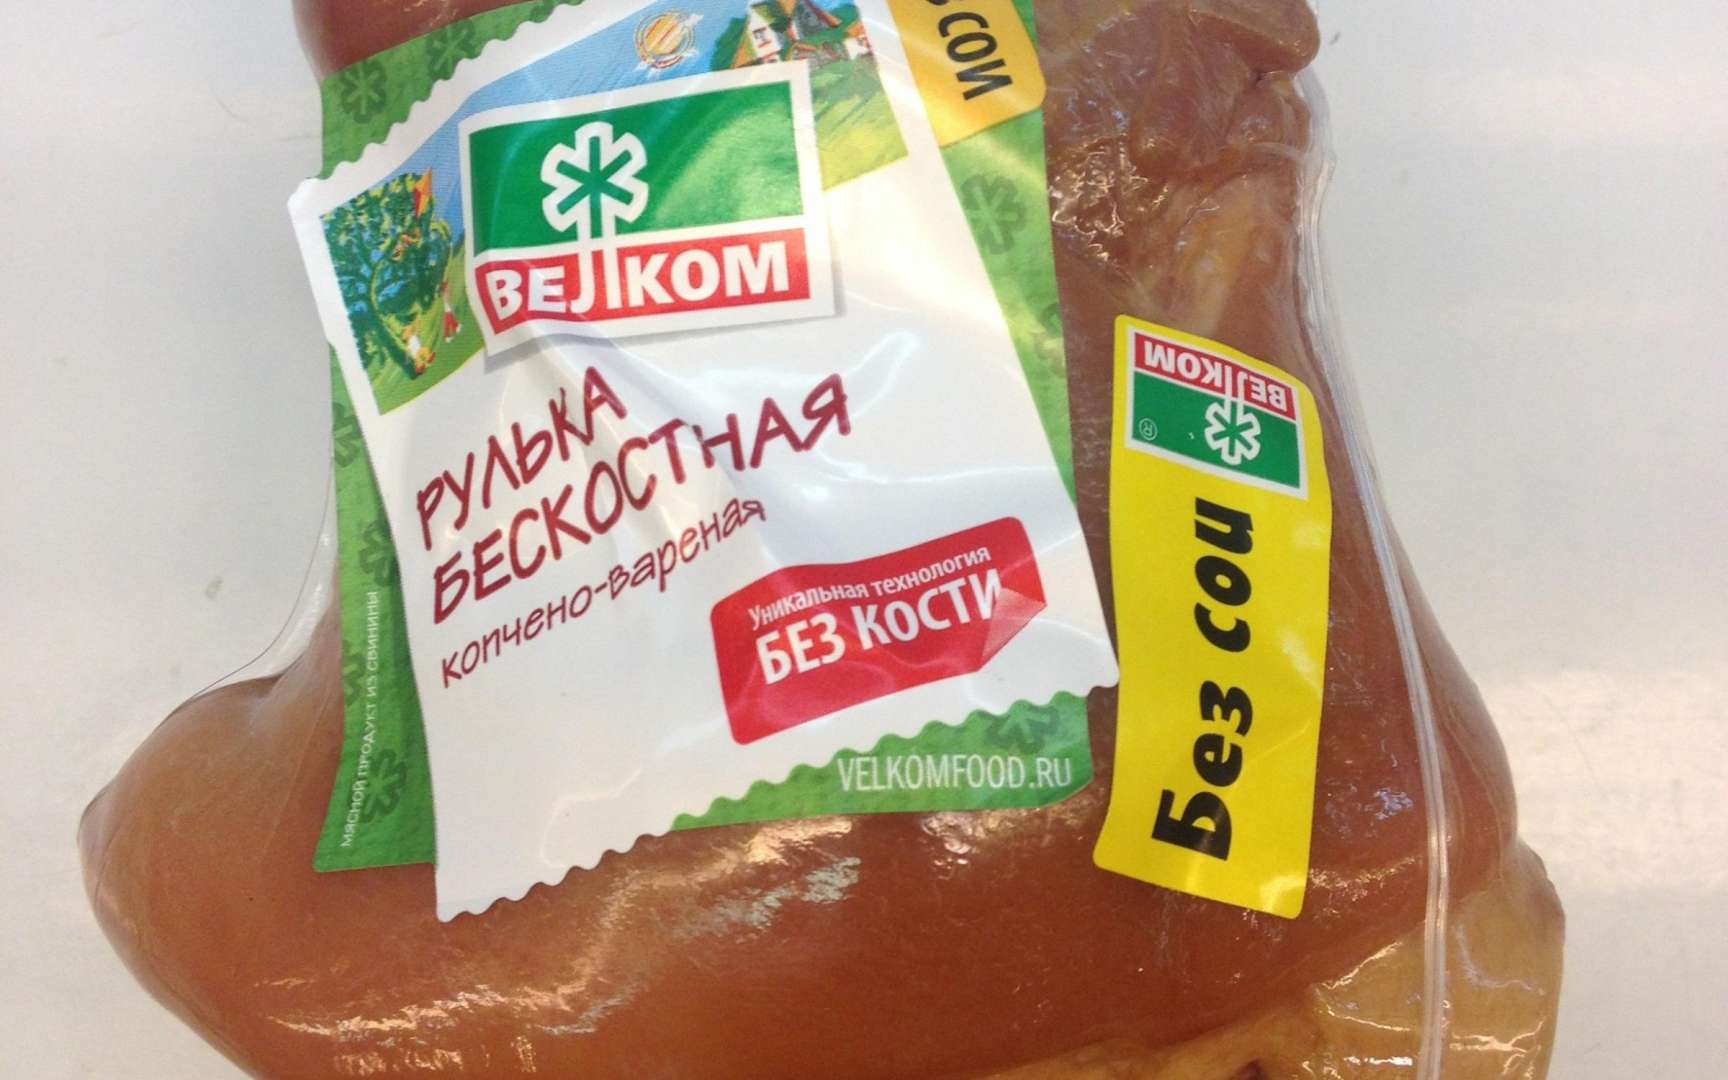 ВЕЛКОМ
РУЛЬКА
БЕСКОСТНАЯ
копчено-вареная
Уникальная технология
БЕЗ КОСТИ
VELKOMFOOD.RU
МЯСНОЙ ПРОДУКТ ИЗ СВИНИНЫ
СОИ
ВЕЛКОМ
®
Без сои